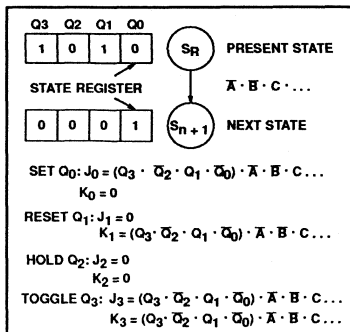 Q3 Q2 Q1 Q0
1 0 1 0
S_R
PRESENT STATE
STATE REGISTER
A̅ · B̅ · C · ...
0 0 0 1
S_{n + 1}
NEXT STATE
SET Q₀: J₀ = (Q₃ · Q̅₂ · Q₁ · Q̅₀) · A̅ · B̅ · C ...
K₀ = 0
RESET Q₁: J₁ = 0
K₁ = (Q₃ · Q̅₂ · Q₁ · Q̅₀) · A̅ · B̅ · C ...
HOLD Q₂: J₂ = 0
K₂ = 0
TOGGLE Q₃: J₃ = (Q₃ · Q̅₂ · Q₁ · Q̅₀) · A̅ · B̅ · C ...
K₃ = (Q₃ · Q̅₂ · Q₁ · Q̅₀) · A̅ · B̅ · C ...